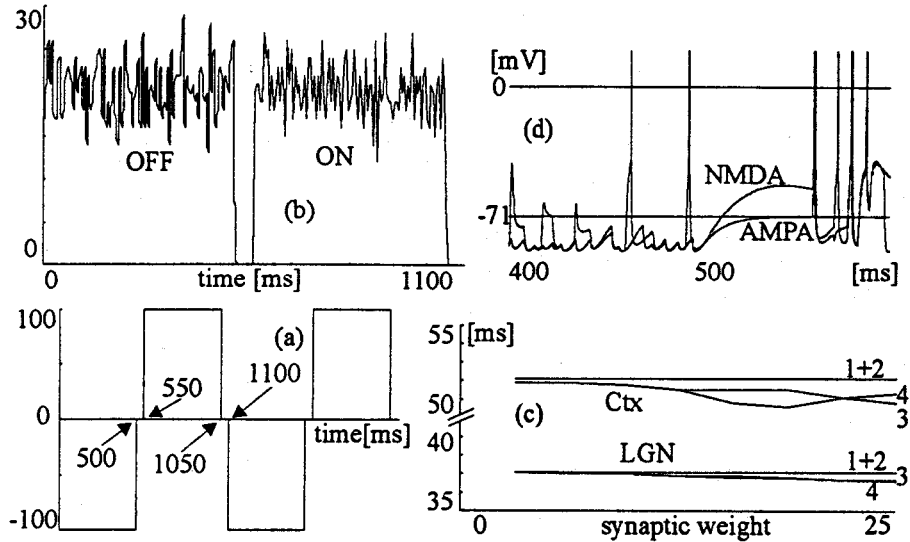 30
OFF
ON
(b)
0
0
time [ms]
1100
[mV]
0
(d)
NMDA
-71
AMPA
400
500
[ms]
100
(a)
550
1100
0
500
1050
time[ms]
-100
55
[ms]
1+2
50
(c)
Ctx
4
3
40
LGN
1+2
3
4
35
0
synaptic weight
25